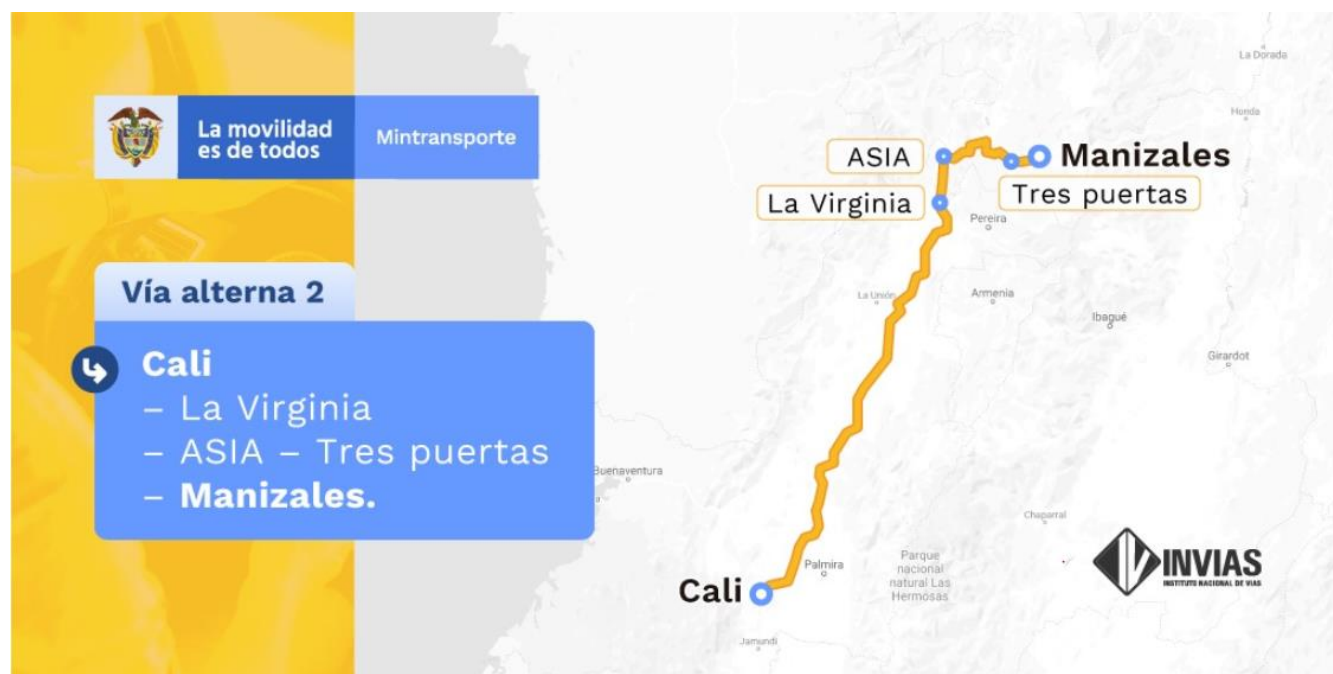 La movilidad
es de todos
Mintransporte
Vía alterna 2
Cali
– La Virginia
– ASIA – Tres puertas
– Manizales.
La Dorada
Honda
ASIA
Manizales
La Virginia
Tres puertas
Pereira
La Unión
Armenia
Ibagué
Girardot
Buenaventura
Chaparral
Palmira
Parque
nacional
natural Las
Hermosas
Cali
Jamundí
INVIAS
INSTITUTO NACIONAL DE VIAS